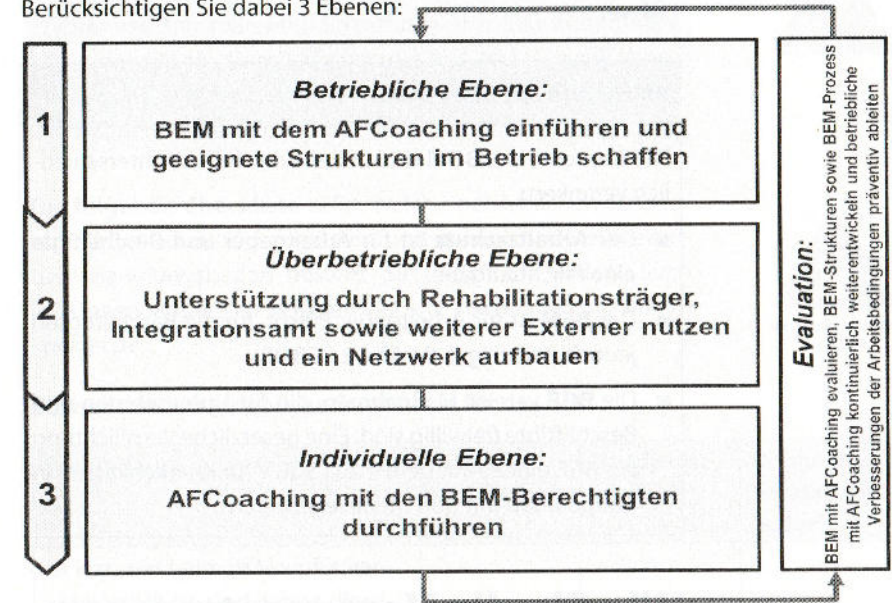 Berücksichtigen Sie dabei 3 Ebenen:
1
Betriebliche Ebene:
BEM mit dem AFCoaching einführen und
geeignete Strukturen im Betrieb schaffen
2
Überbetriebliche Ebene:
Unterstützung durch Rehabilitationsträger,
Integrationsamt sowie weiterer Externer nutzen
und ein Netzwerk aufbauen
3
Individuelle Ebene:
AFCoaching mit den BEM-Berechtigten
durchführen
Evaluation:
BEM mit AFCoaching evaluieren, BEM-Strukturen sowie BEM-Prozess
mit AFCoaching kontinuierlich weiterentwickeln und betriebliche
Verbesserungen der Arbeitsbedingungen präventiv ableiten